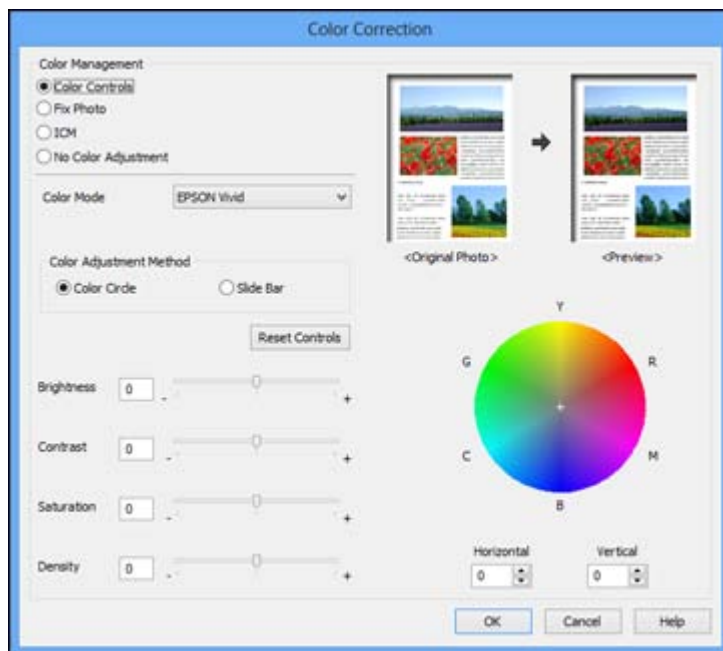 Color Correction
Color Management
Color Controls
Fix Photo
ICM
No Color Adjustment
Color Mode
EPSON Vivid
Color Adjustment Method
Color Circle
Slide Bar
Reset Controls
Brightness
0
-
+
Contrast
0
-
+
Saturation
0
-
+
Density
0
-
+
<Original Photo>
<Preview>
Y
G
R
C
M
B
Horizontal
Vertical
0
0
OK
Cancel
Help